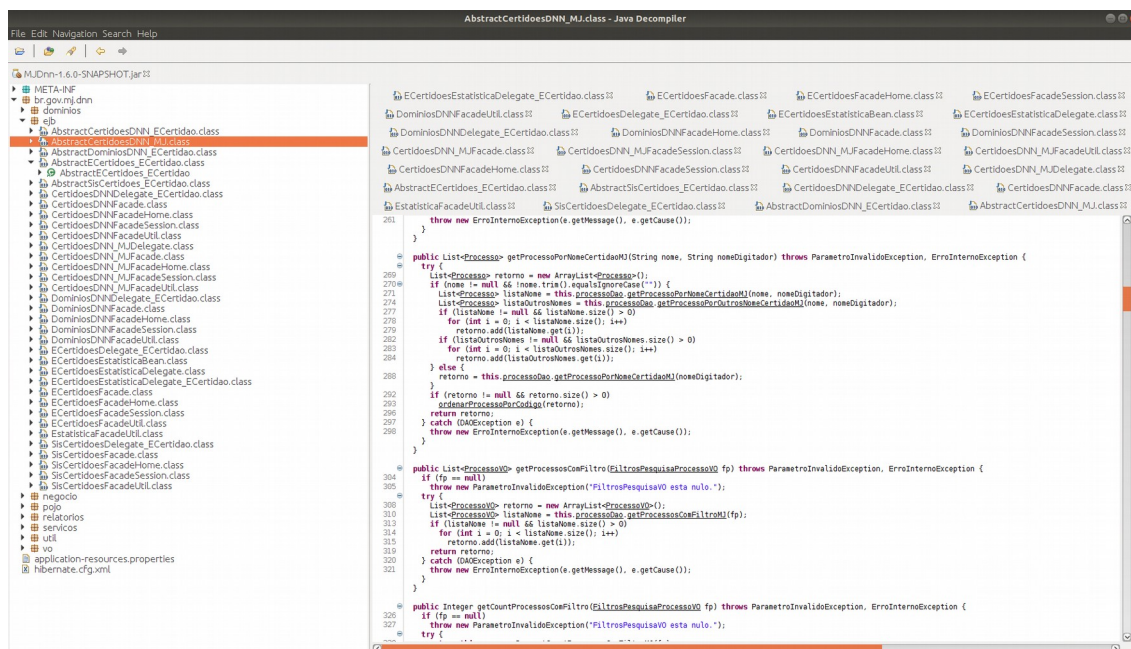 AbstractCertidoesDNN_MJ.class - Java Decompiler
File Edit Navigation Search Help
MJDnn-1.6.0-SNAPSHOT.jar
META-INF
br.gov.mj.dnn
dominios
ejb
AbstractCertidoesDNN_ECertidao.class
AbstractCertidoesDNN_MJ.class
AbstractDominiosDNN_ECertidao.class
AbstractECertidoes_ECertidao.class
AbstractECertidoes_ECertidao
AbstractSisCertidoes_ECertidao.class
CertidoesDNNDelegate_ECertidao.class
CertidoesDNNFacade.class
CertidoesDNNFacadeHome.class
CertidoesDNNFacadeSession.class
CertidoesDNNFacadeUtil.class
CertidoesDNN_MJDelegate.class
CertidoesDNN_MJFacade.class
CertidoesDNN_MJFacadeHome.class
CertidoesDNN_MJFacadeSession.class
CertidoesDNN_MJFacadeUtil.class
DominiosDNNDelegate_ECertidao.class
DominiosDNNFacade.class
DominiosDNNFacadeHome.class
DominiosDNNFacadeSession.class
DominiosDNNFacadeUtil.class
ECertidoesDelegate_ECertidao.class
ECertidoesEstatisticaBean.class
ECertidoesEstatisticaDelegate.class
ECertidoesEstatisticaDelegate_ECertidao.class
ECertidoesFacade.class
ECertidoesFacadeHome.class
ECertidoesFacadeSession.class
ECertidoesFacadeUtil.class
EstatisticaFacadeUtil.class
SisCertidoesDelegate_ECertidao.class
SisCertidoesFacade.class
SisCertidoesFacadeHome.class
SisCertidoesFacadeSession.class
SisCertidoesFacadeUtil.class
negocio
pojo
relatorios
servicos
util
vo
application-resources.properties
hibernate.cfg.xml
ECertidoesEstatisticaDelegate_ECertidao.class ECertidoesFacade.class ECertidoesFacadeHome.class ECertidoesFacadeSession.class
DominiosDNNFacadeUtil.class ECertidoesDelegate_ECertidao.class ECertidoesEstatisticaBean.class ECertidoesEstatisticaDelegate.class
DominiosDNNDelegate_ECertidao.class DominiosDNNFacadeHome.class DominiosDNNFacade.class DominiosDNNFacadeSession.class
CertidoesDNN_MJFacade.class CertidoesDNN_MJFacadeSession.class CertidoesDNN_MJFacadeHome.class CertidoesDNN_MJFacadeUtil.class
CertidoesDNNFacadeHome.class CertidoesDNNFacadeSession.class CertidoesDNNFacadeUtil.class CertidoesDNN_MJDelegate.class
AbstractECertidoes_ECertidao.class AbstractSisCertidoes_ECertidao.class CertidoesDNNDelegate_ECertidao.class CertidoesDNNFacade.class
EstatisticaFacadeUtil.class SisCertidoesDelegate_ECertidao.class AbstractDominiosDNN_ECertidao.class AbstractCertidoesDNN_MJ.class
261 throw new ErroInternoException(e.getMessage(), e.getCause());
}
}
public List<Processo> getProcessoPorNomeCertidaoMJ(String nome, String nomeDigitador) throws ParametroInvalidoException, ErroInternoException {
try {
269 List<Processo> retorno = new ArrayList<Processo>();
270 if (nome != null && !nome.trim().equalsIgnoreCase("")) {
271 List<Processo> listaNome = this.processoDao.getProcessoPorNomeCertidaoMJ(nome, nomeDigitador);
274 List<Processo> listaOutrosNomes = this.processoDao.getProcessoPorOutrosNomeCertidaoMJ(nome, nomeDigitador);
277 if (listaNome != null && listaNome.size() > 0)
278 for (int i = 0; i < listaNome.size(); i++)
279 retorno.add(listaNome.get(i));
282 if (listaOutrosNomes != null && listaOutrosNomes.size() > 0)
283 for (int i = 0; i < listaOutrosNomes.size(); i++)
284 retorno.add(listaOutrosNomes.get(i));
} else {
288 retorno = this.processoDao.getProcessoPorNomeCertidaoMJ(nomeDigitador);
}
292 if (retorno != null && retorno.size() > 0)
293 ordenarProcessoPorCodigo(retorno);
296 return retorno;
297 } catch (DAOException e) {
298 throw new ErroInternoException(e.getMessage(), e.getCause());
}
}
public List<ProcessoVO> getProcessosComFiltro(FiltrosPesquisaProcessoVO fp) throws ParametroInvalidoException, ErroInternoException {
304 if (fp == null)
305 throw new ParametroInvalidoException("FiltrosPesquisaVO esta nulo.");
try {
308 List<ProcessoVO> retorno = new ArrayList<ProcessoVO>();
310 List<ProcessoVO> listaNome = this.processoDao.getProcessosComFiltroMJ(fp);
313 if (listaNome != null && listaNome.size() > 0)
314 for (int i = 0; i < listaNome.size(); i++)
315 retorno.add(listaNome.get(i));
319 return retorno;
320 } catch (DAOException e) {
321 throw new ErroInternoException(e.getMessage(), e.getCause());
}
}
public Integer getCountProcessosComFiltro(FiltrosPesquisaProcessoVO fp) throws ParametroInvalidoException, ErroInternoException {
326 if (fp == null)
327 throw new ParametroInvalidoException("FiltrosPesquisaVO esta nulo.");
try {